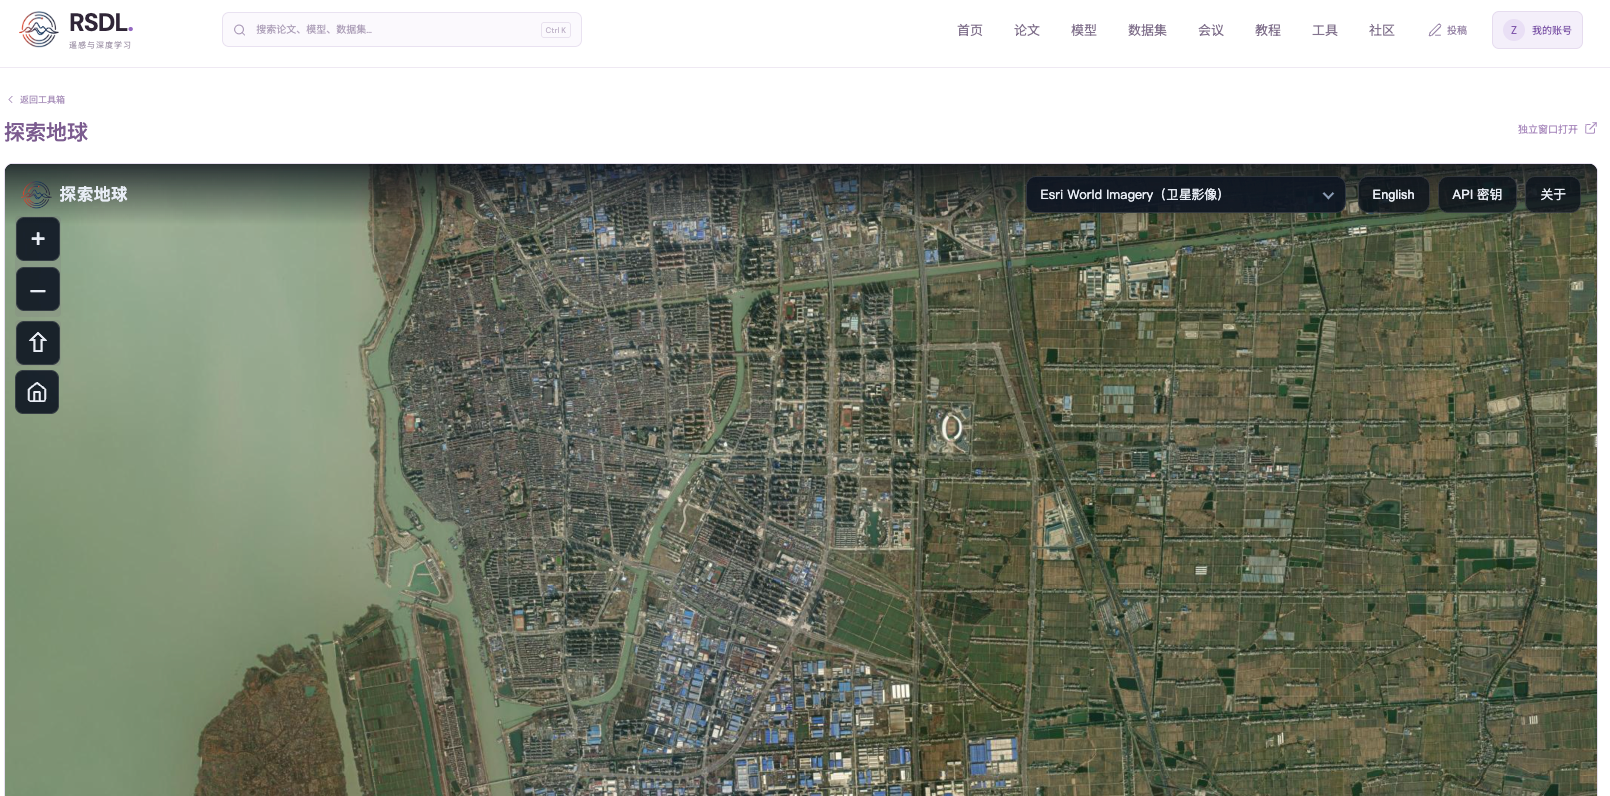 RSDL.
遥感与深度学习
搜索论文、模型、数据集...
Ctrl K
首页
论文
模型
数据集
会议
教程
工具
社区
投稿
Z
我的账号
返回工具箱
探索地球
独立窗口打开
探索地球
Esri World Imagery（卫星影像）
English
API 密钥
关于